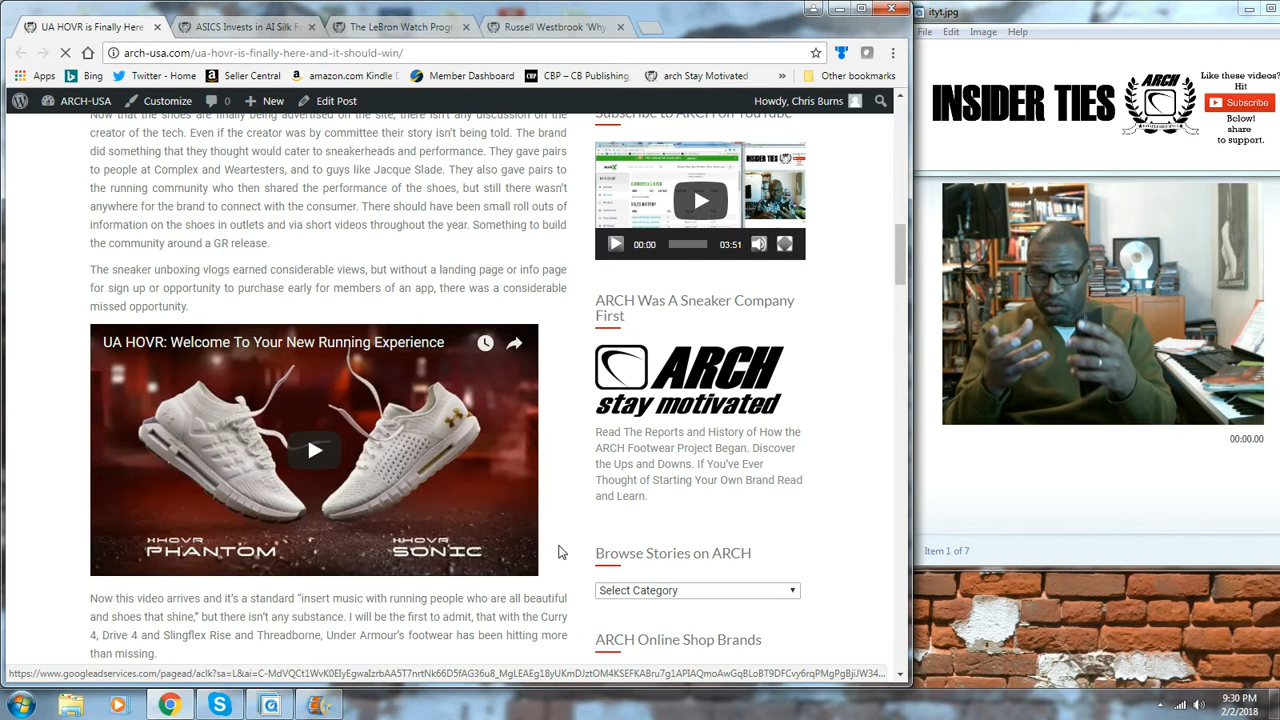 UA HOVR is Finally Here
ASICS Invests in AI Silk F
The LeBron Watch Prog
Russell Westbrook 'Why
arch-usa.com/ua-hovr-is-finally-here-and-it-should-win/
Apps Bing Twitter - Home Seller Central amazon.com Kindle D Member Dashboard CBP – CB Publishing, arch Stay Motivated » Other bookmarks
ARCH-USA Customize 0 New Edit Post Howdy, Chris Burns
Now that the shoes are finally being advertised on the site, there isn't any discussion on the
creator of the tech. Even if the creator was by committee their story isn't being told. The brand
did something that they thought would cater to sneakerheads and performance. They gave pairs
to people at Complex and Weartesters, and to guys like Jacque Slade. They also gave pairs to
the running community who then shared the performance of the shoes, but still there wasn't
anywhere for the brand to connect with the consumer. There should have been small roll outs of
information on the shoes in outlets and via short videos throughout the year. Something to build
the community around a GR release.
The sneaker unboxing vlogs earned considerable views, but without a landing page or info page
for sign up or opportunity to purchase early for members of an app, there was a considerable
missed opportunity.
UA HOVR: Welcome To Your New Running Experience
HOVR
PHANTOM
HOVR
SONIC
Now this video arrives and it's a standard "insert music with running people who are all beautiful
and shoes that shine," but there isn't any substance. I will be the first to admit, that with the Curry
4, Drive 4 and Slingflex Rise and Threadborne, Under Armour's footwear has been hitting more
than missing.
Subscribe to ARCH on YouTube
INSIDER TIES
00:00 03:51
ARCH Was A Sneaker Company
First
ARCH
stay motivated
Read The Reports and History of How the
ARCH Footwear Project Began. Discover
the Ups and Downs. If You've Ever
Thought of Starting Your Own Brand Read
and Learn.
Browse Stories on ARCH
Select Category
ARCH Online Shop Brands
ityt.jpg
File Edit Image Help
INSIDER TIES
ARCH
Like these videos?
Hit
Subscribe
Below!
share
to support.
00:00.00
Item 1 of 7
9:30 PM
2/2/2018